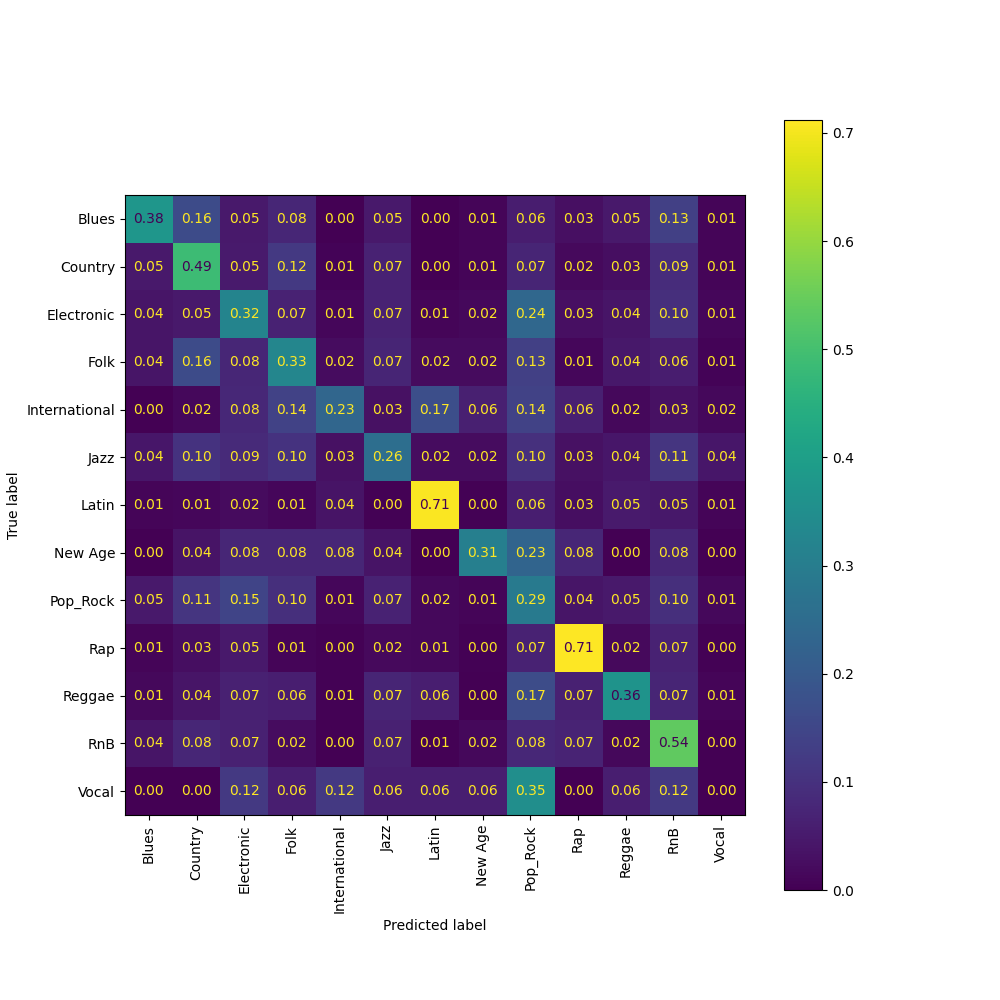 0.7
Blues 0.38 0.16 0.05 0.08 0.00 0.05 0.00 0.01 0.06 0.03 0.05 0.13 0.01
0.6
Country 0.05 0.49 0.05 0.12 0.01 0.07 0.00 0.01 0.07 0.02 0.03 0.09 0.01
Electronic 0.04 0.05 0.32 0.07 0.01 0.07 0.01 0.02 0.24 0.03 0.04 0.10 0.01
0.5
Folk 0.04 0.16 0.08 0.33 0.02 0.07 0.02 0.02 0.13 0.01 0.04 0.06 0.01
International 0.00 0.02 0.08 0.14 0.23 0.03 0.17 0.06 0.14 0.06 0.02 0.03 0.02
Jazz 0.04 0.10 0.09 0.10 0.03 0.26 0.02 0.02 0.10 0.03 0.04 0.11 0.04
0.4
True label
Latin 0.01 0.01 0.02 0.01 0.04 0.00 0.71 0.00 0.06 0.03 0.05 0.05 0.01
New Age 0.00 0.04 0.08 0.08 0.08 0.04 0.00 0.31 0.23 0.08 0.00 0.08 0.00
0.3
Pop_Rock 0.05 0.11 0.15 0.10 0.01 0.07 0.02 0.01 0.29 0.04 0.05 0.10 0.01
Rap 0.01 0.03 0.05 0.01 0.00 0.02 0.01 0.00 0.07 0.71 0.02 0.07 0.00
0.2
Reggae 0.01 0.04 0.07 0.06 0.01 0.07 0.06 0.00 0.17 0.07 0.36 0.07 0.01
RnB 0.04 0.08 0.07 0.02 0.00 0.07 0.01 0.02 0.08 0.07 0.02 0.54 0.00
0.1
Vocal 0.00 0.00 0.12 0.06 0.12 0.06 0.06 0.06 0.35 0.00 0.06 0.12 0.00
Blues Country Electronic Folk International Jazz Latin New Age Pop_Rock Rap Reggae RnB Vocal
0.0
Predicted label